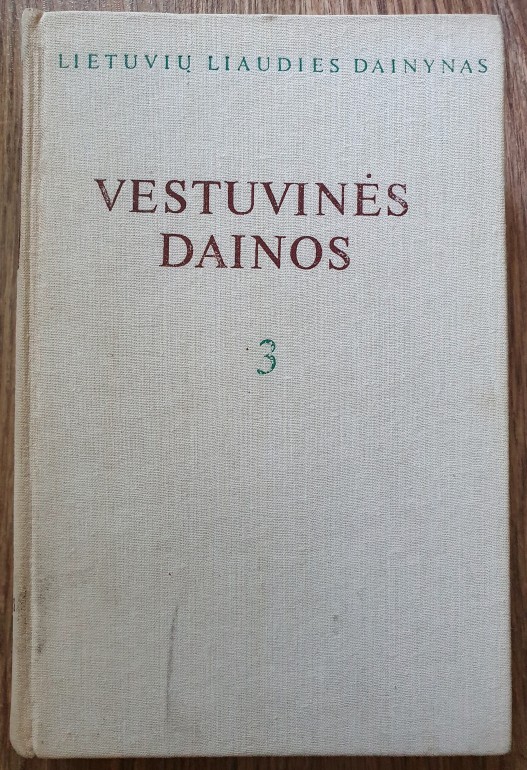 LIETUVIŲ LIAUDIES DAINYNAS
VESTUVINĖS
DAINOS
3